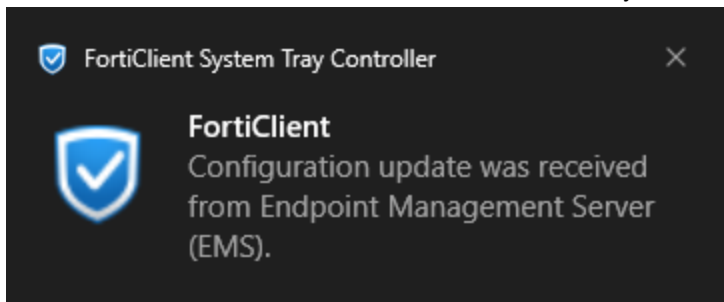 FortiClient System Tray Controller
FortiClient
Configuration update was received
from Endpoint Management Server
(EMS).